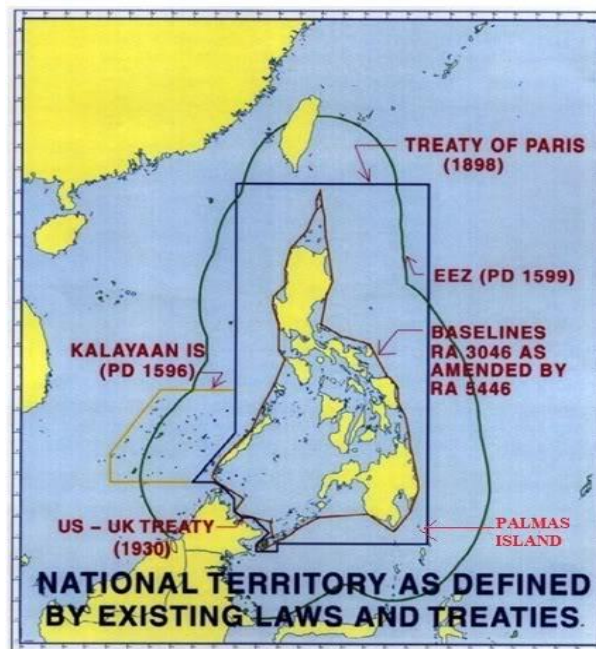 TREATY OF PARIS
(1898)
EEZ (PD 1599)
BASELINES
RA 3046 AS
AMENDED BY
RA 5446
KALAYAAN IS
(PD 1596)
US – UK TREATY
(1930)
PALMAS
ISLAND
NATIONAL TERRITORY AS DEFINED
BY EXISTING LAWS AND TREATIES.